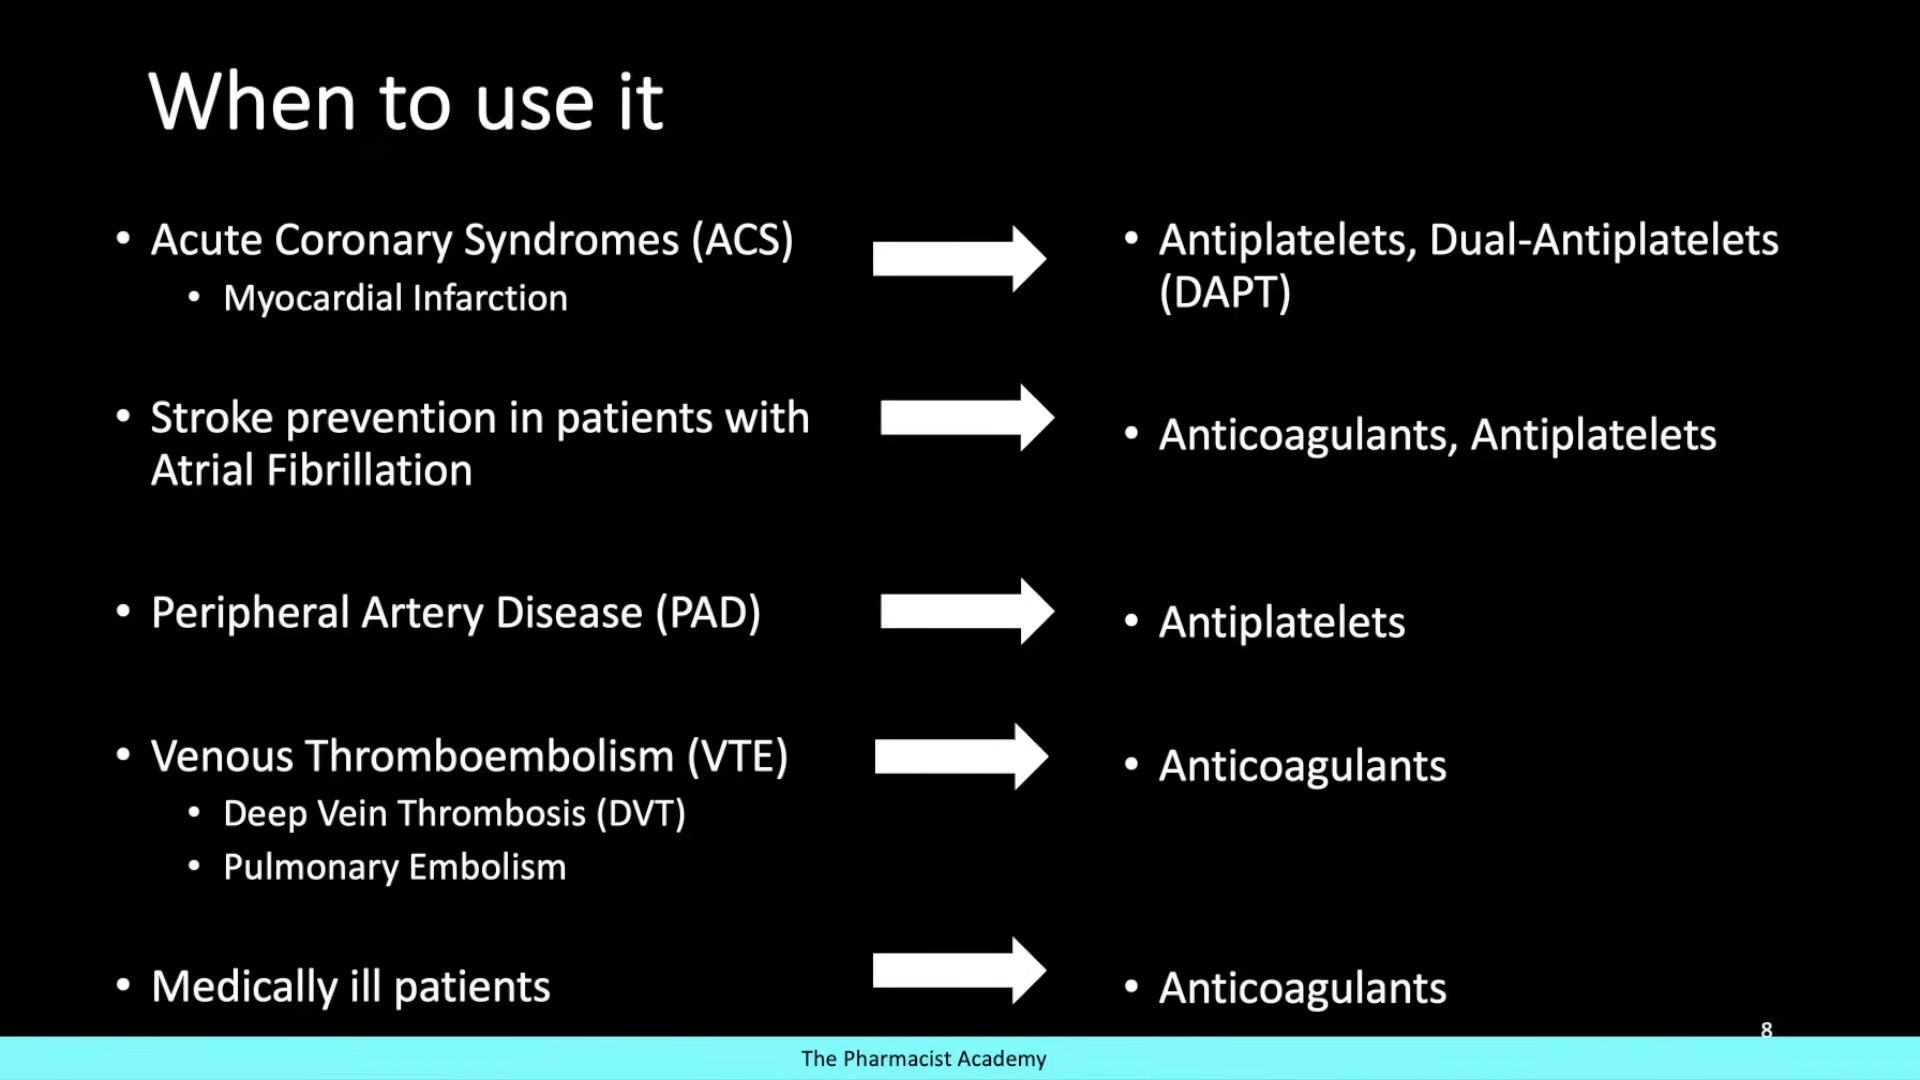 When to use it
• Acute Coronary Syndromes (ACS)
• Myocardial Infarction
• Antiplatelets, Dual-Antiplatelets
(DAPT)
• Stroke prevention in patients with
Atrial Fibrillation
• Anticoagulants, Antiplatelets
• Peripheral Artery Disease (PAD)
• Antiplatelets
• Venous Thromboembolism (VTE)
• Deep Vein Thrombosis (DVT)
• Pulmonary Embolism
• Anticoagulants
• Medically ill patients
• Anticoagulants
8
The Pharmacist Academy